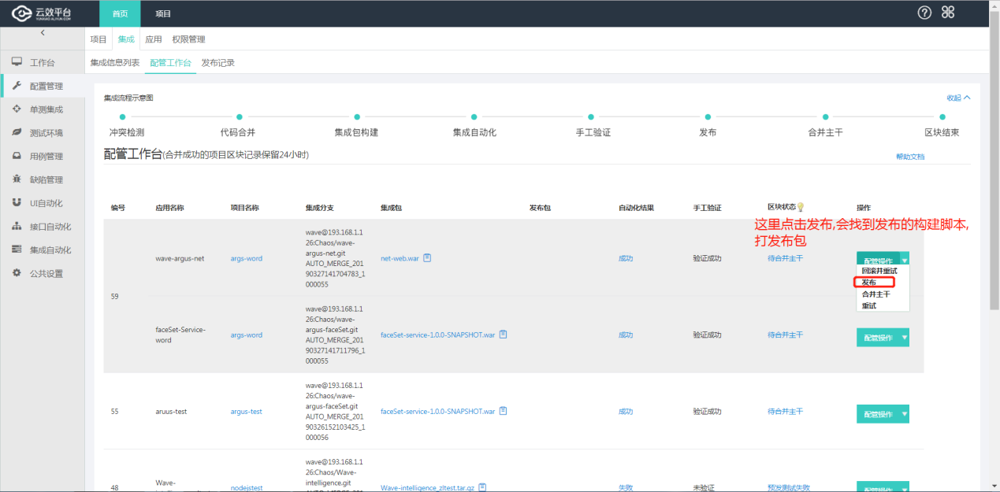 云效平台
YUNXIAO.ALIYUN.COM
首页
项目
项目
集成
应用
权限管理
集成信息列表
配管工作台
发布记录
工作台
配置管理
单测集成
测试环境
用例管理
缺陷管理
UI自动化
接口自动化
集成自动化
公共设置
集成流程示意图
收起
冲突检测
代码合并
集成包构建
集成自动化
手工验证
发布
合并主干
区块结束
配管工作台(合并成功的项目区块记录保留24小时)
帮助文档
编号
应用名称
项目名称
集成分支
集成包
发布包
自动化结果
手工验证
区块状态
操作
这里点击发布,会找到发布的构建脚本,
打发布包
59
wave-argus-net
args-word
wave@193.168.1.1
26:Chaos/wave-
argus-net.git
AUTO_MERGE_201
90327141704783_1
000055
net-web.war
成功
验证成功
待合并主干
配管操作
回滚并重试
发布
合并主干
重试
faceSet-Service-
word
args-word
wave@193.168.1.1
26:Chaos/wave-
argus-faceSet.git
AUTO_MERGE_201
90327141711796_1
000055
faceSet-service-1.0.0-SNAPSHOT.war
成功
验证成功
待合并主干
配管操作
55
aruus-test
argus-test
wave@193.168.1.1
26:Chaos/wave-
argus-faceSet.git
AUTO_MERGE_201
90326152103425_1
000056
faceSet-service-1.0.0-SNAPSHOT.war
成功
验证成功
待合并主干
配管操作
48
Wave-
nodejstest
wave@193.168.1.1
26:Chaos/Wave-
intelligence.git
AUTO_MERGE_201
Wave-intelligence_zltest.tar.gz
失败
未验证
预发测试失败
配管操作